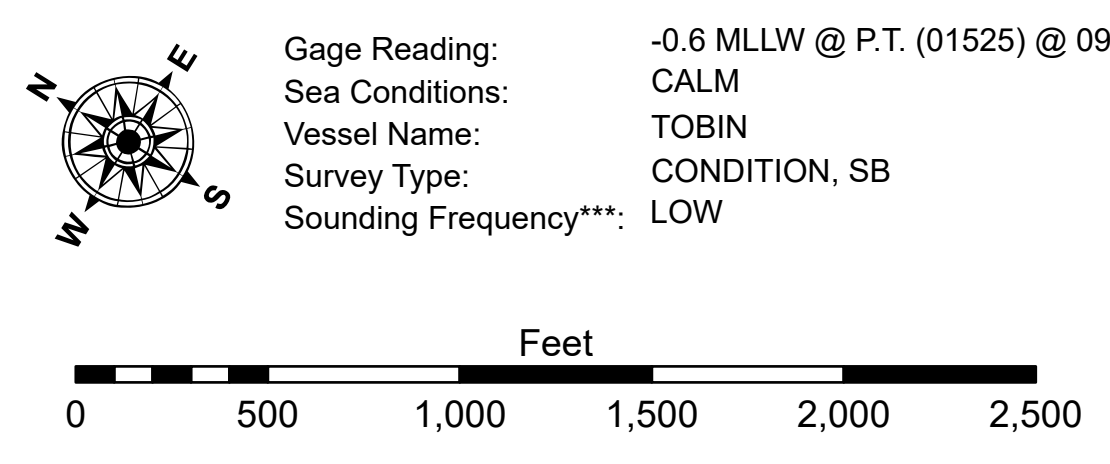 N
E
S
W
Gage Reading: -0.6 MLLW @ P.T. (01525) @ 09
Sea Conditions: CALM
Vessel Name: TOBIN
Survey Type: CONDITION, SB
Sounding Frequency***: LOW
Feet
0 500 1,000 1,500 2,000 2,500